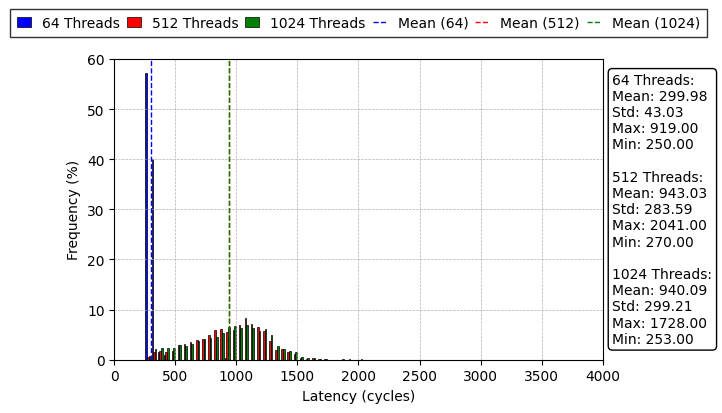 64 Threads 512 Threads 1024 Threads Mean (64) Mean (512) Mean (1024)
60
50
40
30
20
10
0
Frequency (%)
0 500 1000 1500 2000 2500 3000 3500 4000
Latency (cycles)
64 Threads:
Mean: 299.98
Std: 43.03
Max: 919.00
Min: 250.00
512 Threads:
Mean: 943.03
Std: 283.59
Max: 2041.00
Min: 270.00
1024 Threads:
Mean: 940.09
Std: 299.21
Max: 1728.00
Min: 253.00